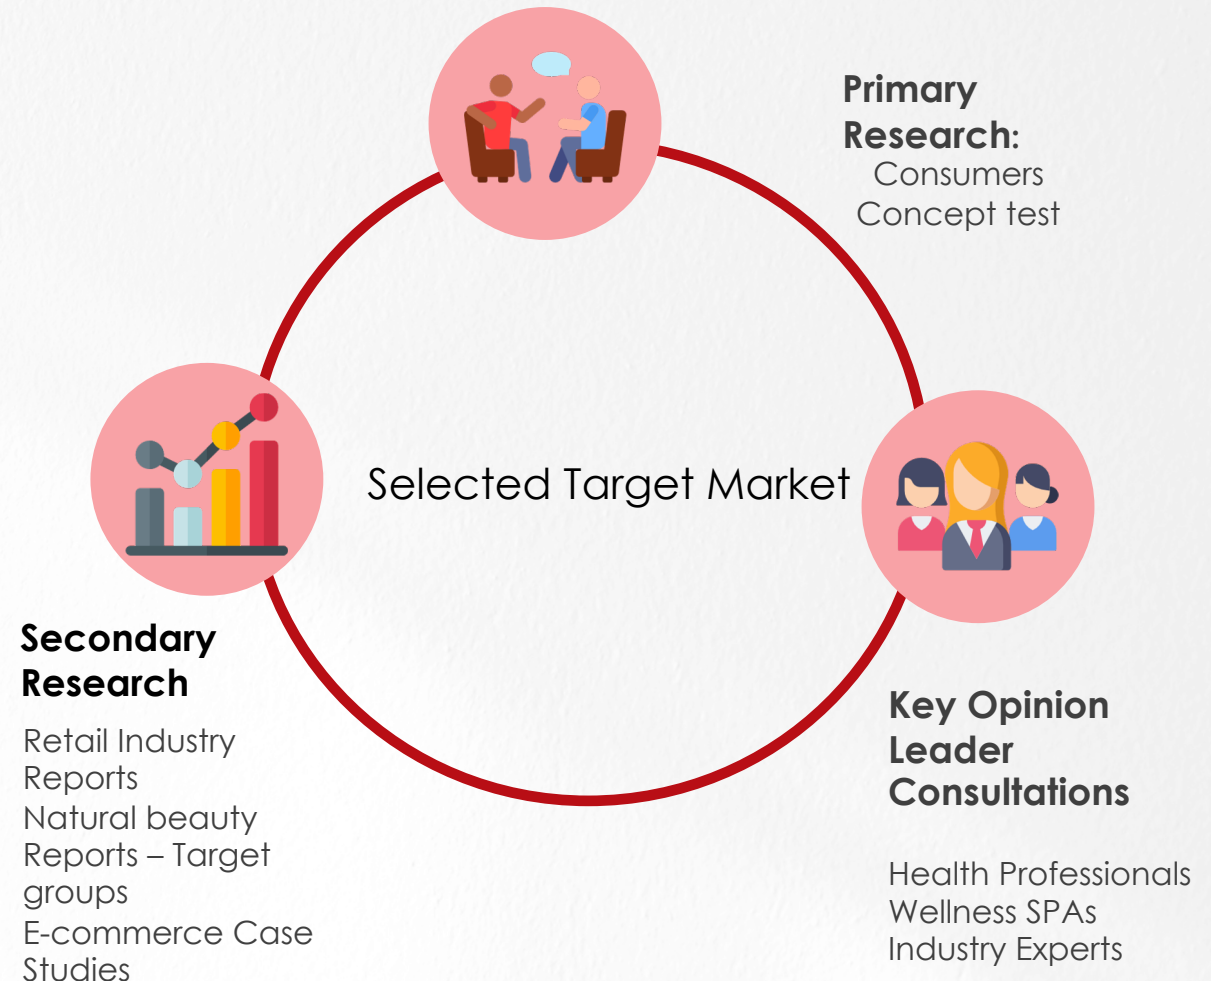 Primary
Research:
Consumers
Concept test
Selected Target Market
Secondary
Research
Retail Industry
Reports
Natural beauty
Reports – Target
groups
E-commerce Case
Studies
Key Opinion
Leader
Consultations
Health Professionals
Wellness SPAs
Industry Experts